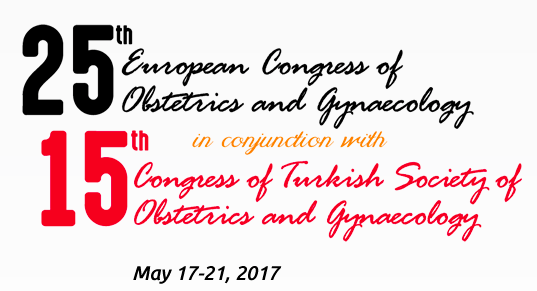 25th European Congress of
Obstetrics and Gynaecology
in conjunction with
15th Congress of Turkish Society of
Obstetrics and Gynaecology
May 17-21, 2017